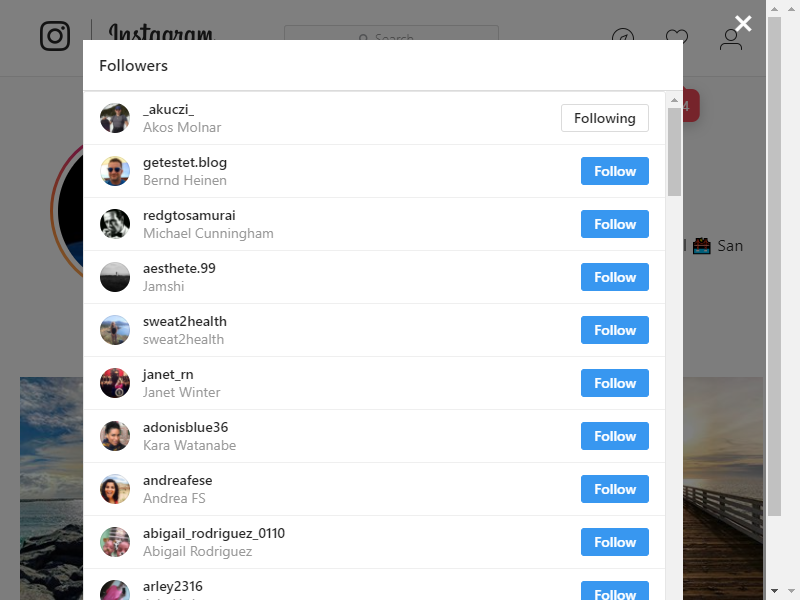 Instagram
Search
Followers
4
_akuczi_
Akos Molnar
Following
getestet.blog
Bernd Heinen
Follow
redgtosamurai
Michael Cunningham
Follow
aesthete.99
Jamshi
Follow
San
sweat2health
sweat2health
Follow
janet_rn
Janet Winter
Follow
adonisblue36
Kara Watanabe
Follow
andreafese
Andrea FS
Follow
abigail_rodriguez_0110
Abigail Rodriguez
Follow
arley2316
Follow